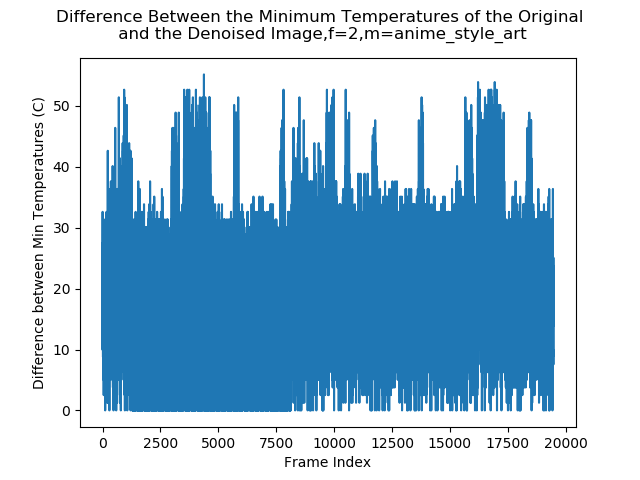 Difference Between the Minimum Temperatures of the Original
and the Denoised Image,f=2,m=anime_style_art
Difference between Min Temperatures (C)
50
40
30
20
10
0
0 2500 5000 7500 10000 12500 15000 17500 20000
Frame Index